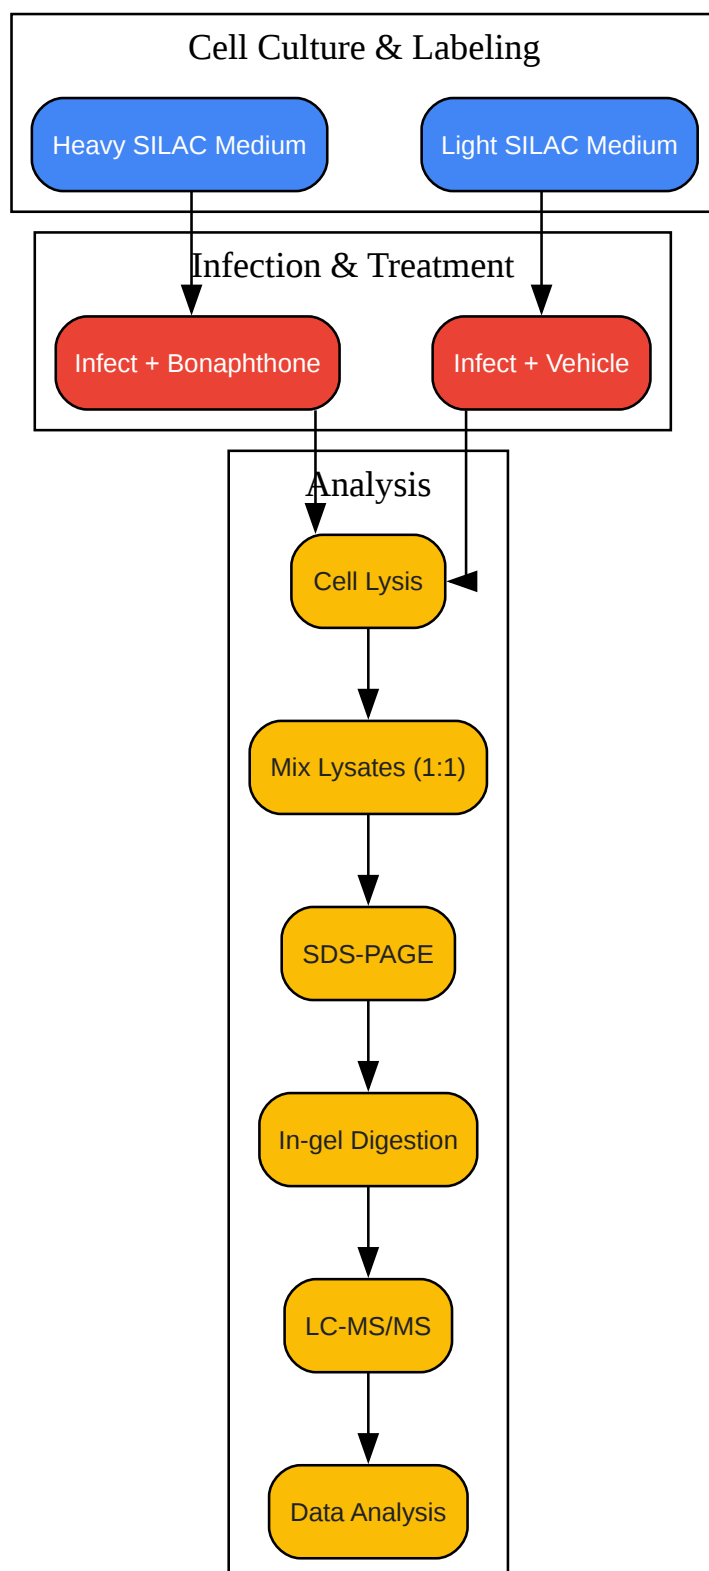 Cell Culture & Labeling
Heavy SILAC Medium
Light SILAC Medium
Infection & Treatment
Infect + Bonaphthone
Infect + Vehicle
Analysis
Cell Lysis
Mix Lysates (1:1)
SDS-PAGE
In-gel Digestion
LC-MS/MS
Data Analysis